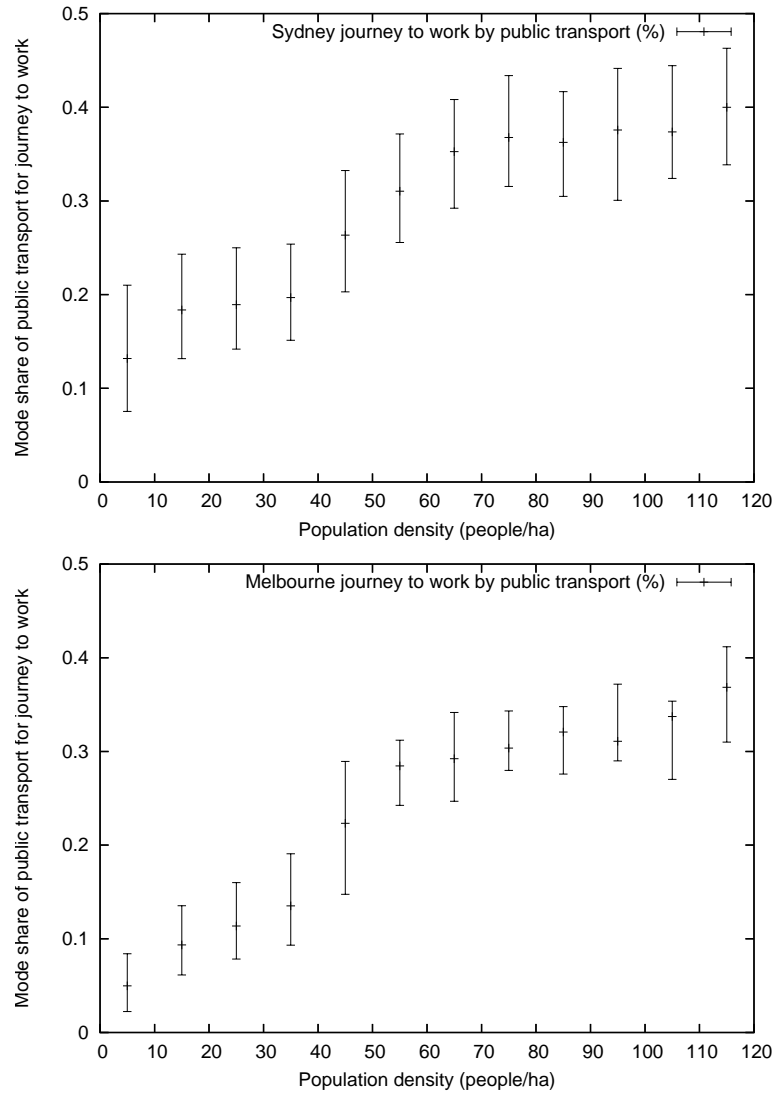 Sydney journey to work by public transport (%)
Mode share of public transport for journey to work
0.5
0.4
0.3
0.2
0.1
0
0 10 20 30 40 50 60 70 80 90 100 110 120
Population density (people/ha)
Melbourne journey to work by public transport (%)
Mode share of public transport for journey to work
0.5
0.4
0.3
0.2
0.1
0
0 10 20 30 40 50 60 70 80 90 100 110 120
Population density (people/ha)